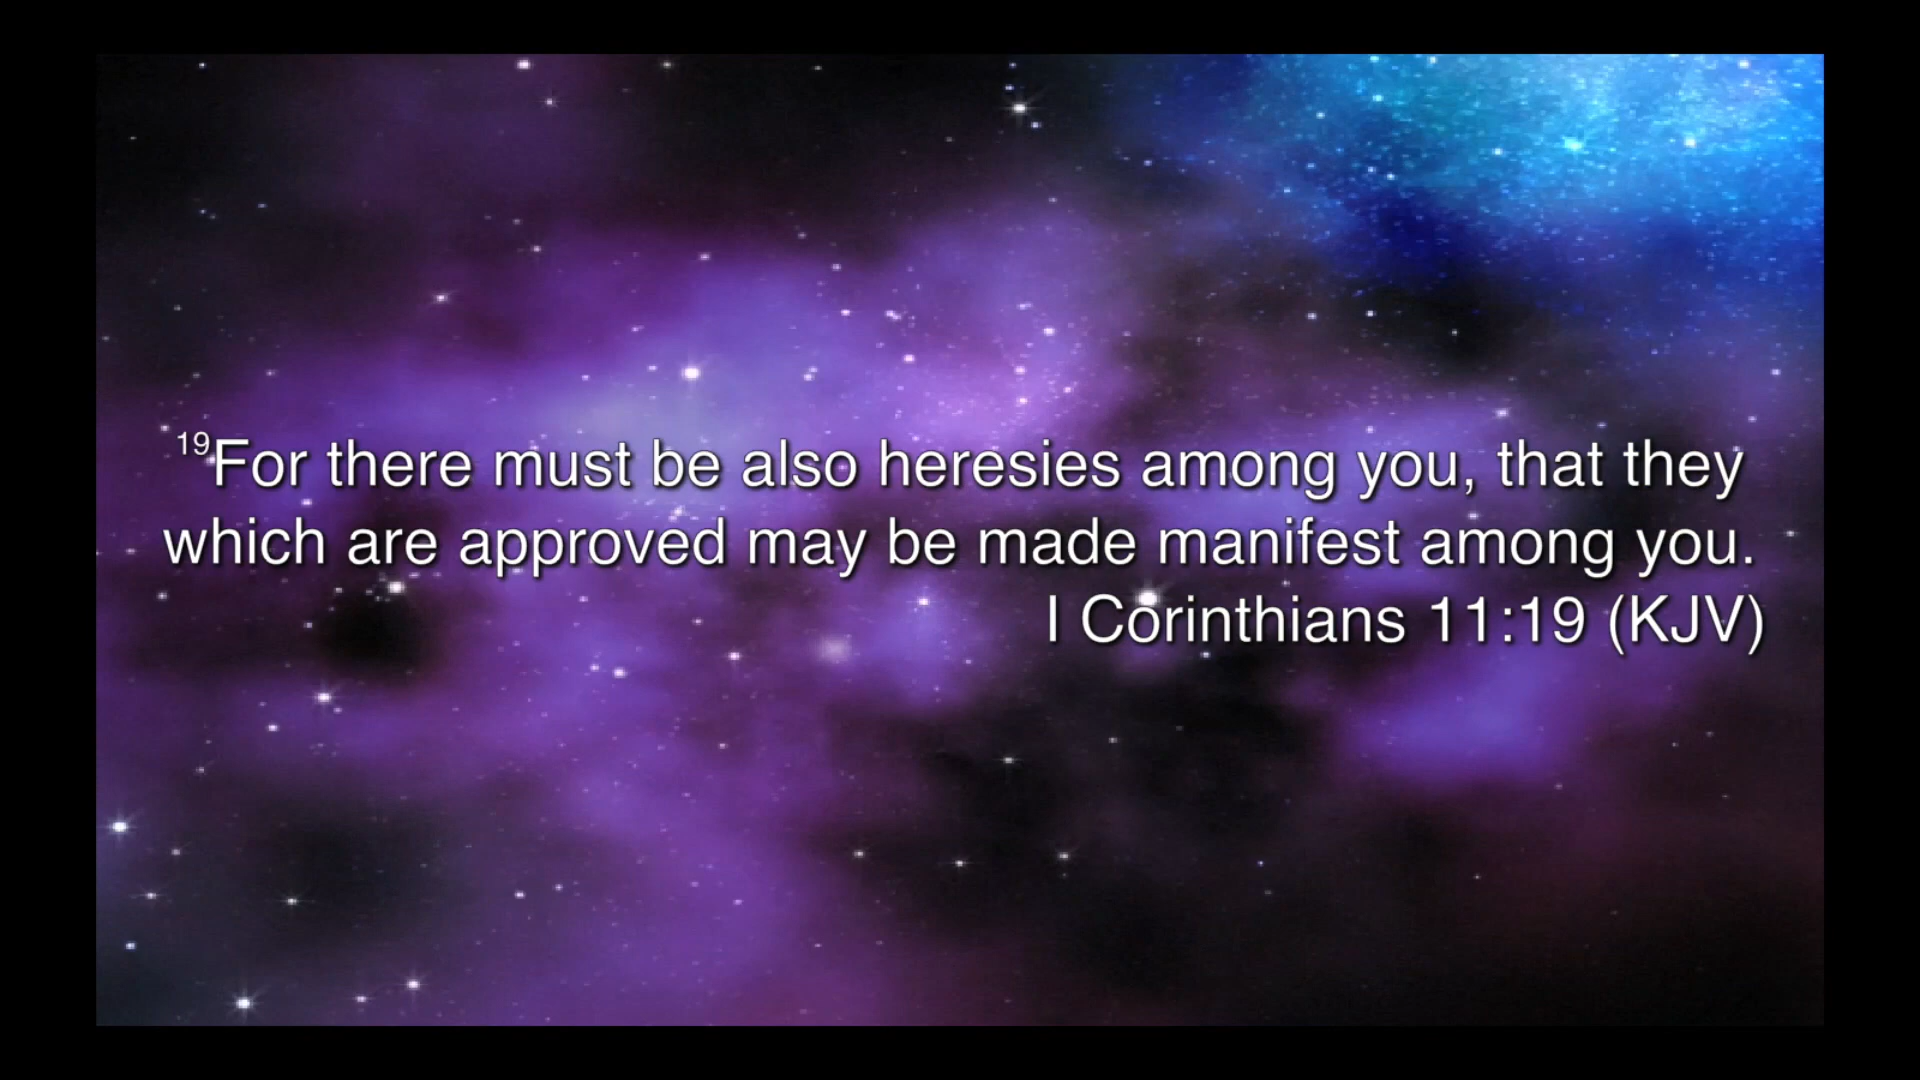 19For there must be also heresies among you, that they
which are approved may be made manifest among you.
I Corinthians 11:19 (KJV)